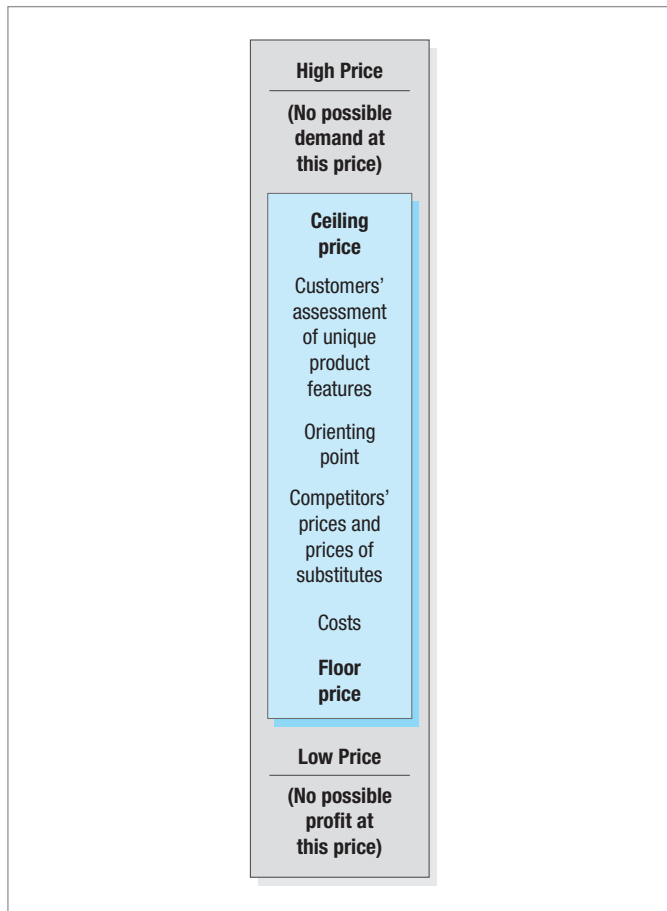 High Price
(No possible
demand at
this price)
Ceiling
price
Customers’
assessment
of unique
product
features
Orienting
point
Competitors’
prices and
prices of
substitutes
Costs
Floor
price
Low Price
(No possible
profit at
this price)